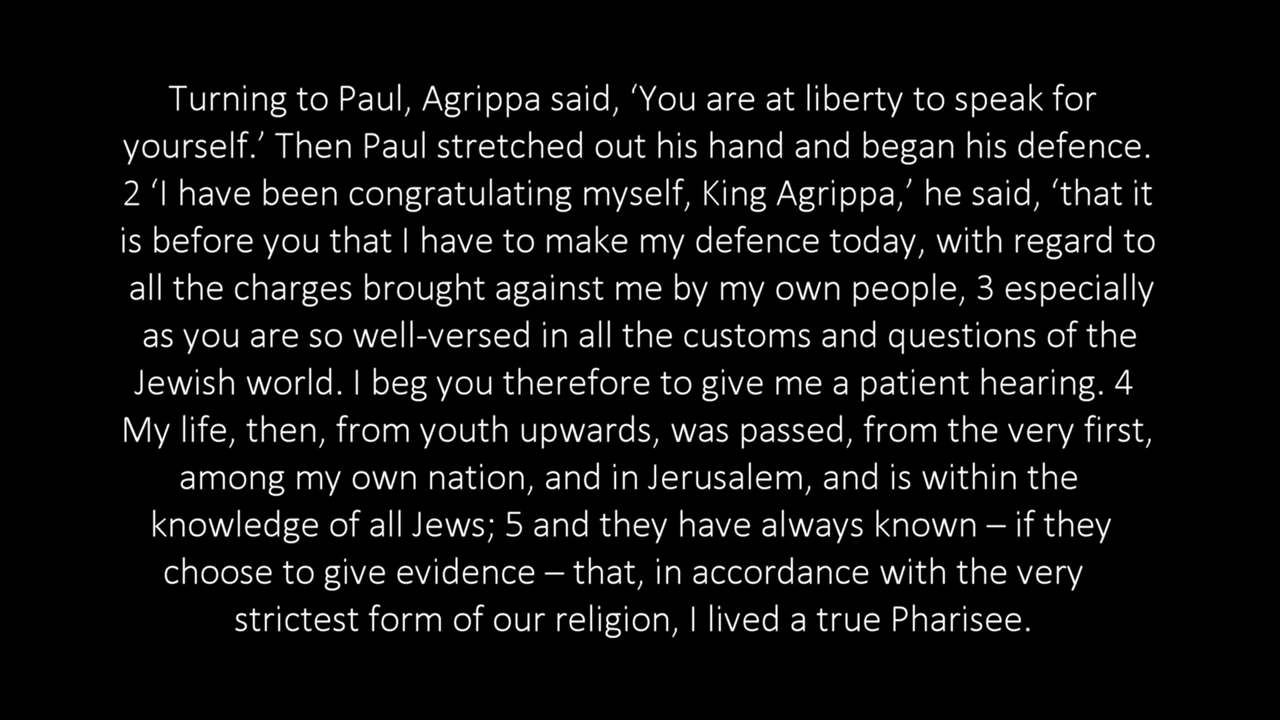 Turning to Paul, Agrippa said, ‘You are at liberty to speak for
yourself.’ Then Paul stretched out his hand and began his defence.
2 ‘I have been congratulating myself, King Agrippa,’ he said, ‘that it
is before you that I have to make my defence today, with regard to
all the charges brought against me by my own people, 3 especially
as you are so well-versed in all the customs and questions of the
Jewish world. I beg you therefore to give me a patient hearing. 4
My life, then, from youth upwards, was passed, from the very first,
among my own nation, and in Jerusalem, and is within the
knowledge of all Jews; 5 and they have always known – if they
choose to give evidence – that, in accordance with the very
strictest form of our religion, I lived a true Pharisee.